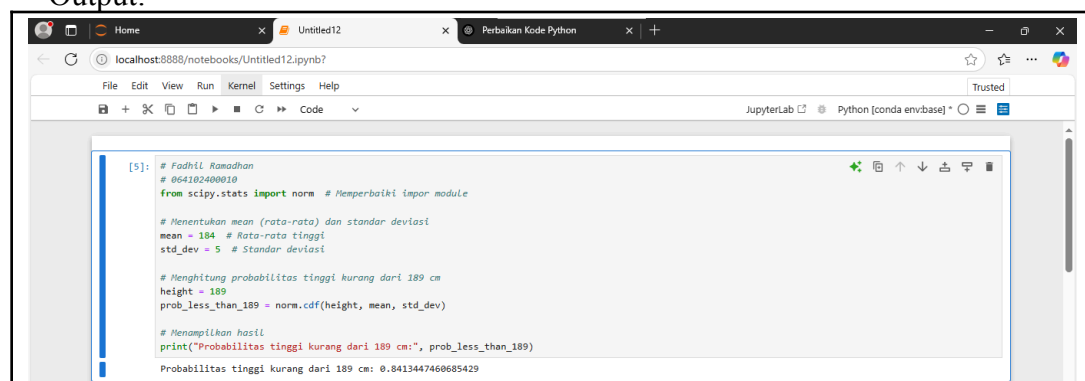 Output:
Home
Untitled12
Perbaikan Kode Python
localhost:8888/notebooks/Untitled12.ipynb?
File Edit View Run Kernel Settings Help
Trusted
Code
JupyterLab
Python [conda env:base] *
[5]: # Fadhil Ramadhan
# 064102400010
from scipy.stats import norm # Memperbaiki impor module
# Menentukan mean (rata-rata) dan standar deviasi
mean = 184 # Rata-rata tinggi
std_dev = 5 # Standar deviasi
# Menghitung probabilitas tinggi kurang dari 189 cm
height = 189
prob_less_than_189 = norm.cdf(height, mean, std_dev)
# Menampilkan hasil
print("Probabilitas tinggi kurang dari 189 cm:", prob_less_than_189)
Probabilitas tinggi kurang dari 189 cm: 0.8413447460685429